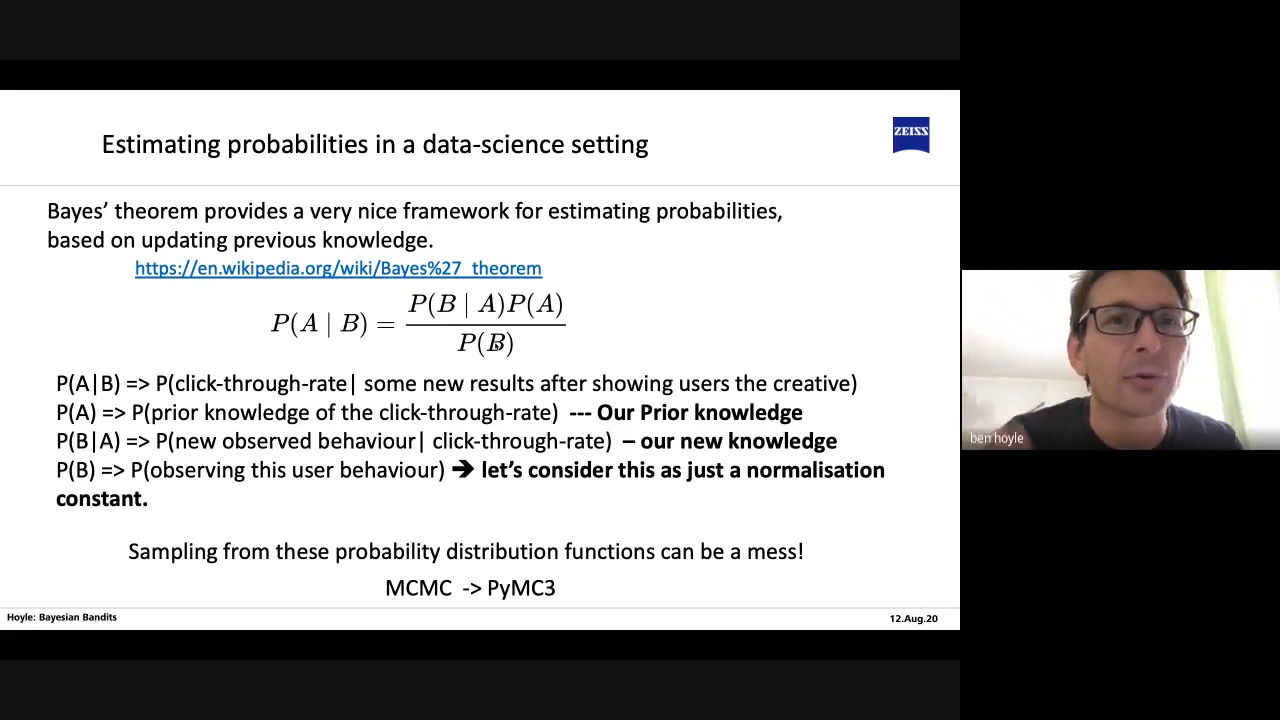 Estimating probabilities in a data-science setting
ZEISS
Bayes’ theorem provides a very nice framework for estimating probabilities,
based on updating previous knowledge.
https://en.wikipedia.org/wiki/Bayes%27_theorem
P(A | B) = P(B | A)P(A) / P(B)
P(A|B) => P(click-through-rate| some new results after showing users the creative)
P(A) => P(prior knowledge of the click-through-rate) --- Our Prior knowledge
P(B|A) => P(new observed behaviour| click-through-rate) – our new knowledge
P(B) => P(observing this user behaviour) ➔ let’s consider this as just a normalisation
constant.
ben hoyle
Sampling from these probability distribution functions can be a mess!
MCMC -> PyMC3
Hoyle: Bayesian Bandits
12.Aug.20